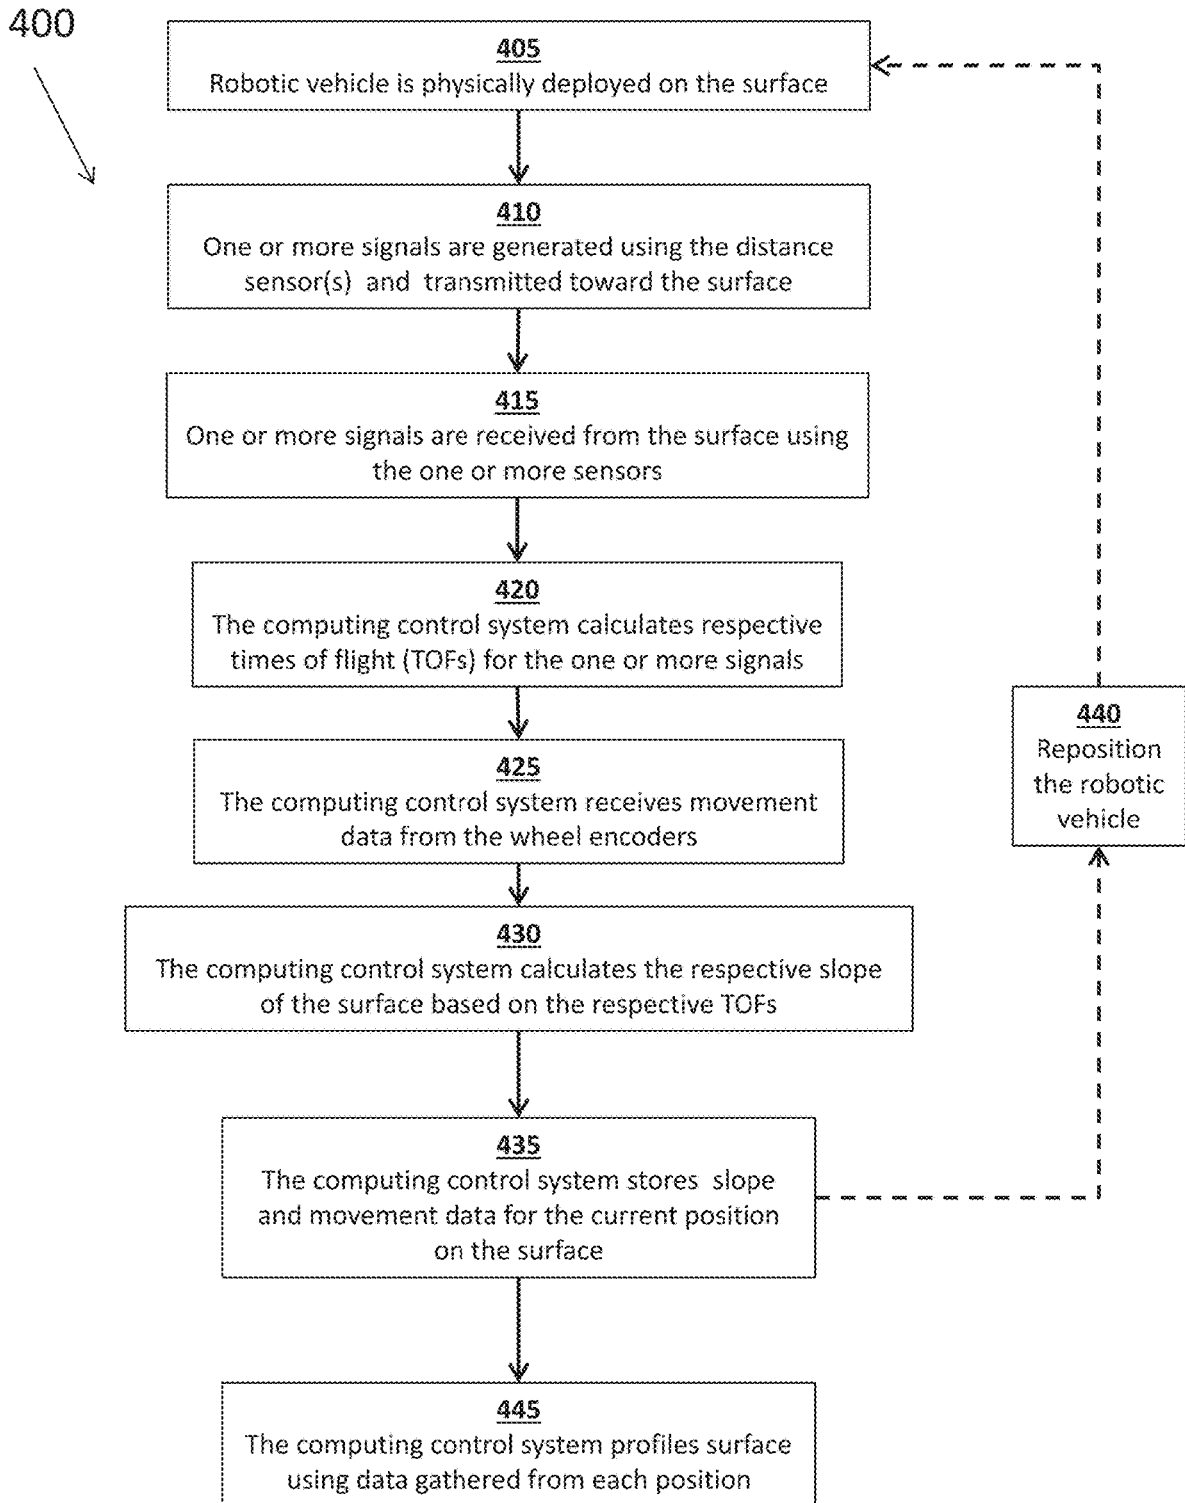 400
405
Robotic vehicle is physically deployed on the surface
410
One or more signals are generated using the distance
sensor(s) and transmitted toward the surface
415
One or more signals are received from the surface using
the one or more sensors
420
The computing control system calculates respective
times of flight (TOFs) for the one or more signals
425
The computing control system receives movement
data from the wheel encoders
430
The computing control system calculates the respective slope
of the surface based on the respective TOFs
435
The computing control system stores slope
and movement data for the current position
on the surface
440
Reposition
the robotic
vehicle
445
The computing control system profiles surface
using data gathered from each position